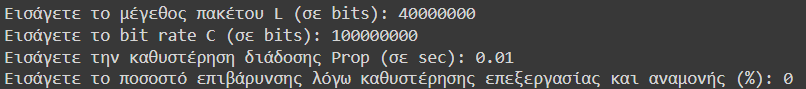 Εισάγετε το μέγεθος πακέτου L (σε bits): 40000000
Εισάγετε το bit rate C (σε bits): 100000000
Εισάγετε την καθυστέρηση διάδοσης Prop (σε sec): 0.01
Εισάγετε το ποσοστό επιβάρυνσης λόγω καθυστέρησης επεξεργασίας και αναμονής (%): 0